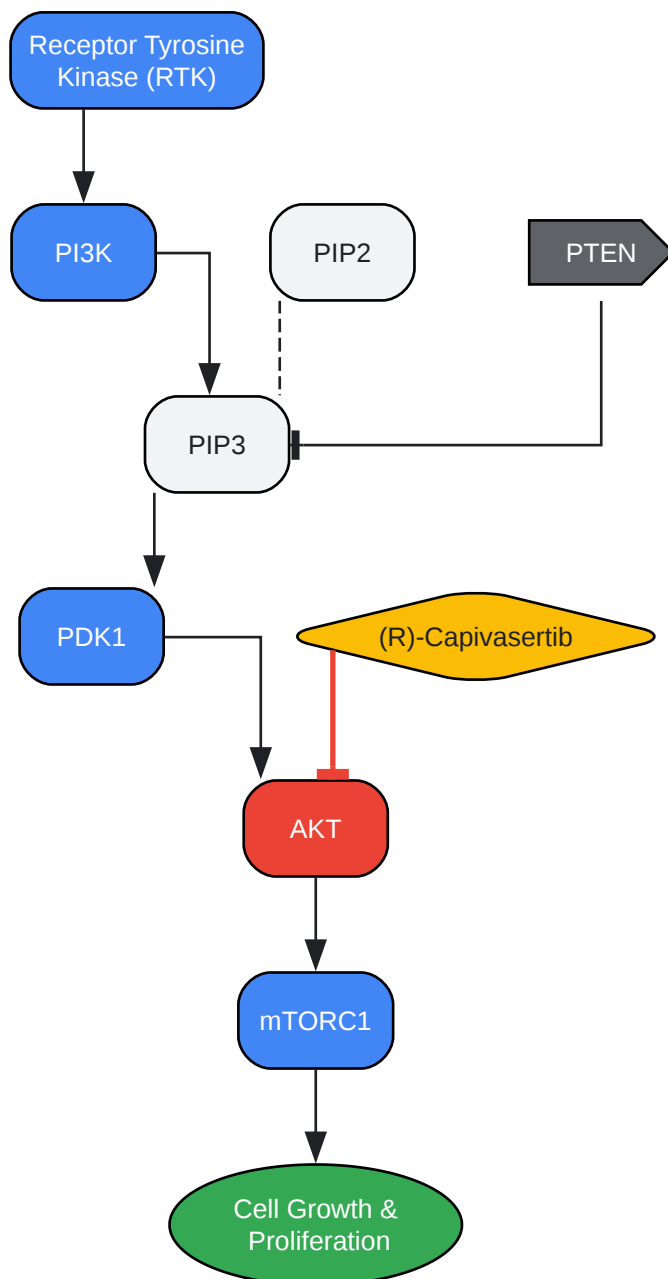 Receptor Tyrosine
Kinase (RTK)
PI3K
PIP2
PTEN
PIP3
PDK1
(R)-Capivasertib
AKT
mTORC1
Cell Growth &
Proliferation